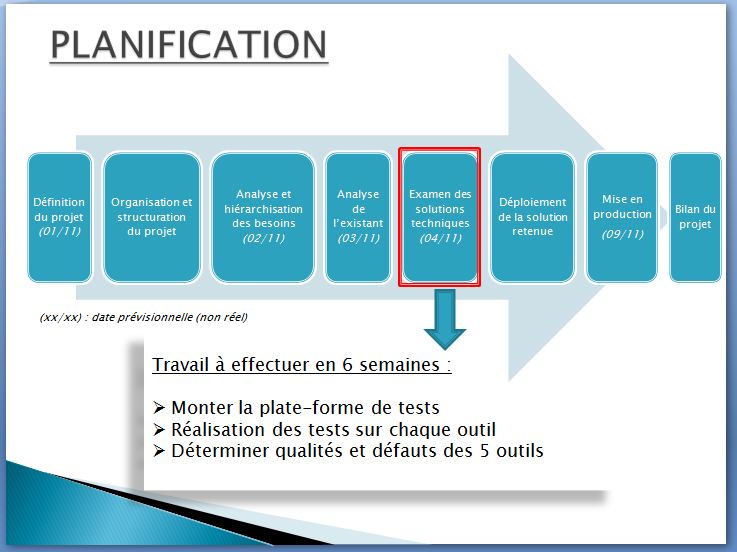 PLANIFICATION
Définition
du projet
(01/11)
Organisation et
structuration
du projet
Analyse et
hiérarchisation
des besoins
(02/11)
Analyse
de
l'existant
(03/11)
Examen des
solutions
techniques
(04/11)
Déploiement
de la solution
retenue
Mise en
production
(09/11)
Bilan du
projet
(xx/xx) : date prévisionnelle (non réel)
Travail à effectuer en 6 semaines :
➢ Monter la plate-forme de tests
➢ Réalisation des tests sur chaque outil
➢ Déterminer qualités et défauts des 5 outils